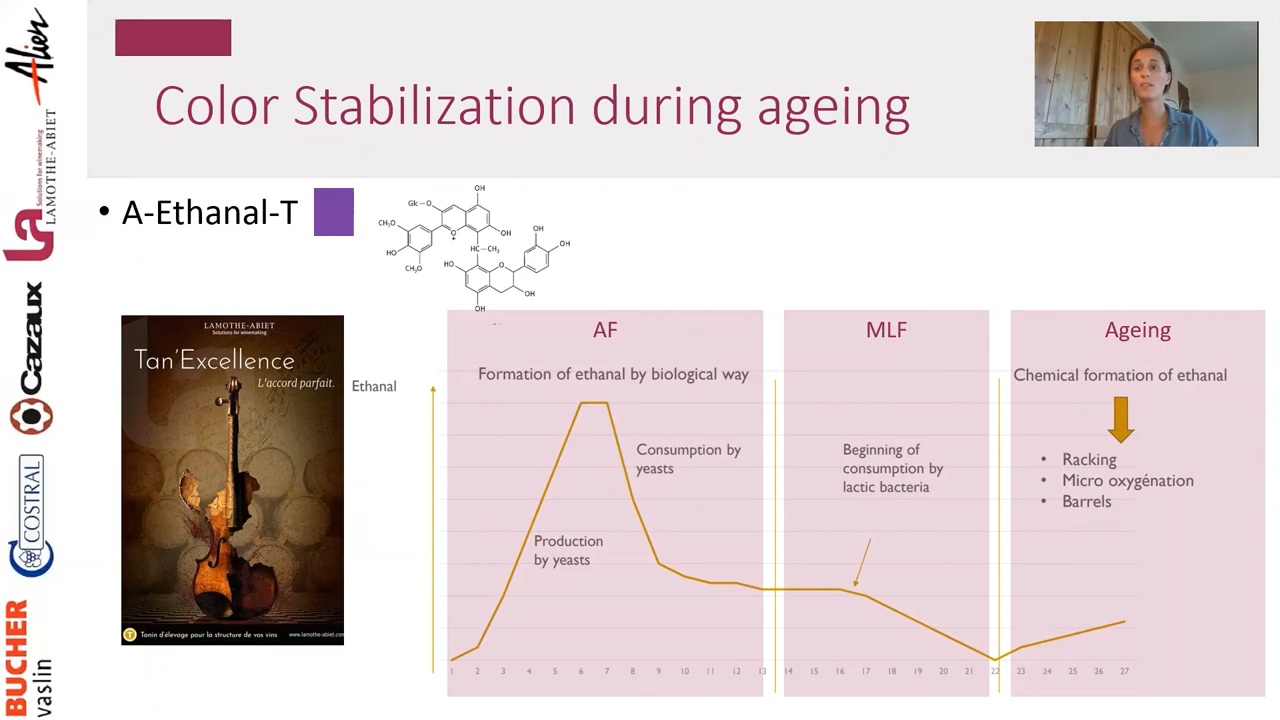 Color Stabilization during ageing
• A-Ethanal-T
OH
Glc
O
CH₃O
OH
HO
O
+
HC
CH₃
OCH₃
OH
OH
HO
O
OH
OH
LAMOTHE-ABIET
Solutions for winemaking
Tan'Excellence
L'accord parfait.
T Tanin d'élevage pour la structure de vos vins www.lamothe-abiet.com
Ethanal
AF
Formation of ethanal by biological way
Consumption by
yeasts
Production
by yeasts
MLF
Beginning of
consumption by
lactic bacteria
Ageing
Chemical formation of ethanal
• Racking
• Micro oxygénation
• Barrels
1 2 3 4 5 6 7 8 9 10 11 12 13 14 15 16 17 18 19 20 21 22 23 24 25 26 27
Alien
La
Solutions for winemaking
LAMOTHE-ABIET
Cazaux
COSTRAL
BUCHER
vaslin